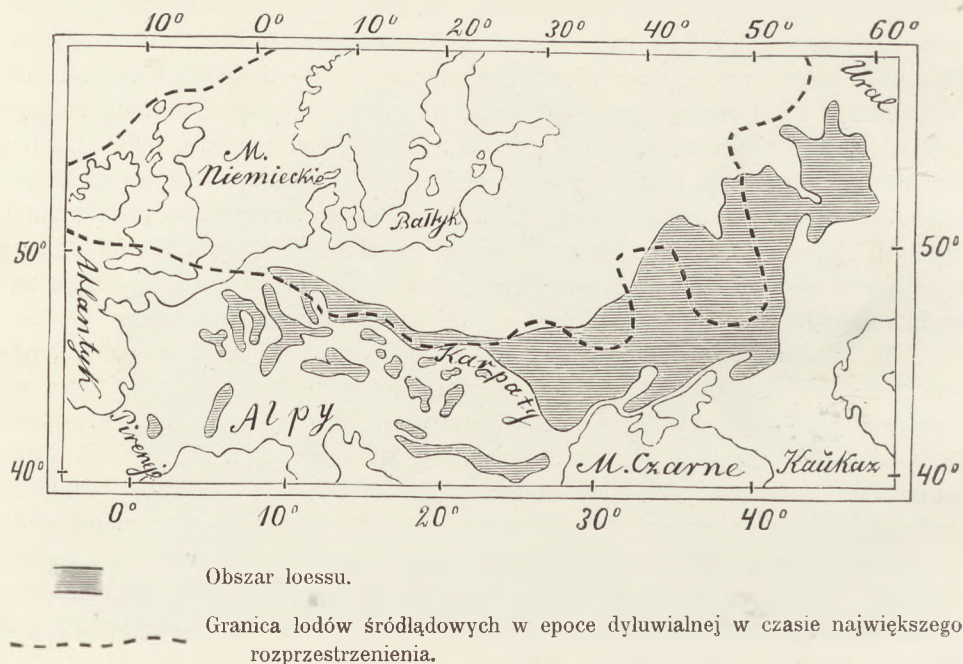 10° 0° 10° 20° 30° 40° 50° 60°
Ural
M.
Niemieckie
Bałtyk
50° 50°
Atlantyk
Karpaty
Alpy
Pireneje
M. Czarne Kaŭkaz
40° 40°
0° 10° 20° 30° 40°
Obszar loessu.
Granica lodów śródlądowych w epoce dyluwialnej w czasie największego
rozprzestrzenienia.